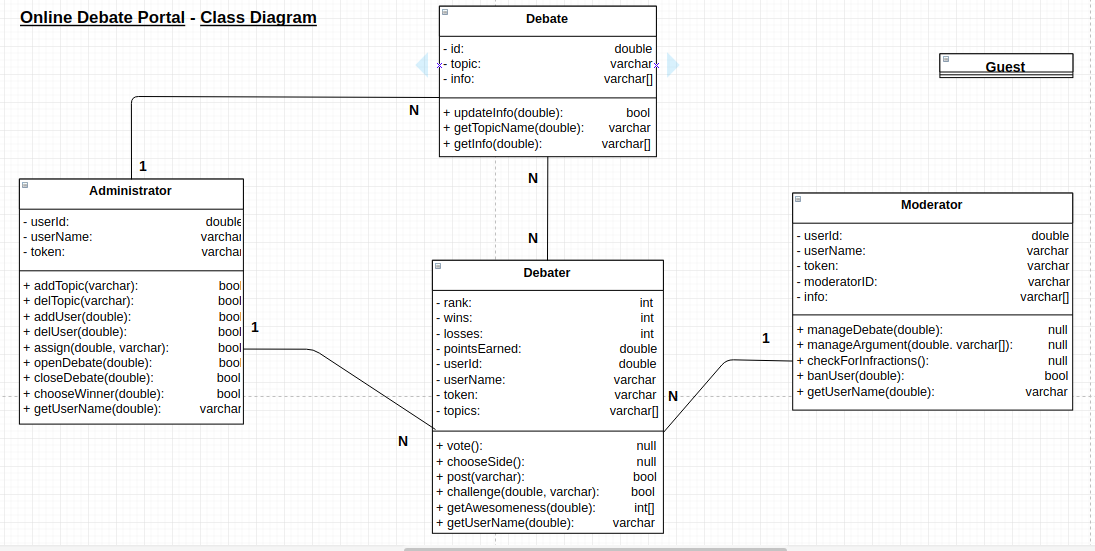 Online Debate Portal - Class Diagram
Debate
- id: double
- topic: varchar
- info: varchar[]
+ updateInfo(double): bool
+ getTopicName(double): varchar
+ getInfo(double): varchar[]
Guest
N
1
N
N
Administrator
- userId: double
- userName: varchar
- token: varchar
+ addTopic(varchar): bool
+ delTopic(varchar): bool
+ addUser(double): bool
+ delUser(double): bool
+ assign(double, varchar): bool
+ openDebate(double): bool
+ closeDebate(double): bool
+ chooseWinner(double): bool
+ getUserName(double): varchar
1
N
Debater
- rank: int
- wins: int
- losses: int
- pointsEarned: double
- userId: double
- userName: varchar
- token: varchar
- topics: varchar[]
+ vote(): null
+ chooseSide(): null
+ post(varchar): bool
+ challenge(double, varchar): bool
+ getAwesomeness(double): int[]
+ getUserName(double): varchar
N
1
Moderator
- userId: double
- userName: varchar
- token: varchar
- moderatorID: varchar
- info: varchar[]
+ manageDebate(double): null
+ manageArgument(double. varchar[]): null
+ checkForInfractions(): null
+ banUser(double): bool
+ getUserName(double): varchar